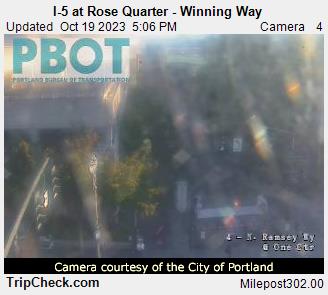 I-5 at Rose Quarter - Winning Way
Updated Oct 19 2023 5:06 PM Camera 4
PBOT
PORTLAND BUREAU OF TRANSPORTATION
4 - N. Ramsey Wy
@ One Ctr
Camera courtesy of the City of Portland
TripCheck.com Milepost302.00